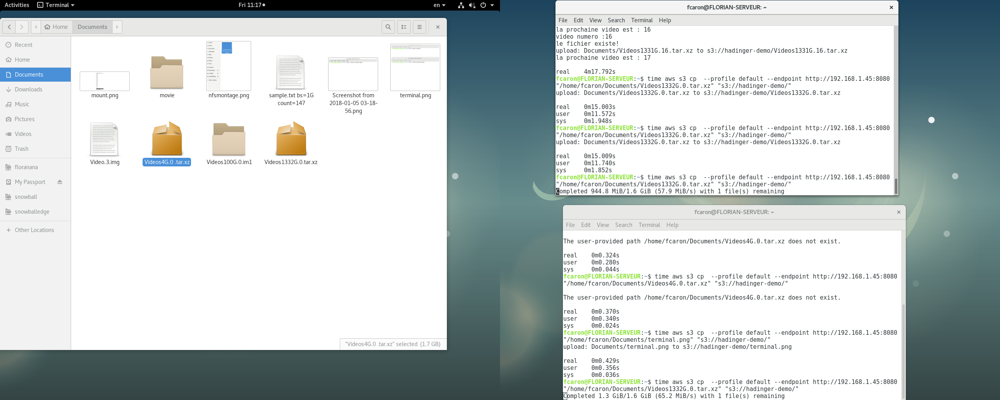 Activities Terminal Fri 11:17 en
Home Documents
Recent
Home
Documents
Downloads
Music
Pictures
Videos
Trash
floranana
My Passport
snowball
snowballedge
Other Locations
mount.png
movie
nfsmontage.png
sample.txt bs=1G
count=147
Screenshot from
2018-01-05 03-18-
56.png
terminal.png
Video.3.img
Videos4G.0 .tar.xz
Videos100G.0.im1
Videos1332G.0.tar.xz
“Videos4G.0 .tar.xz” selected (1.7 GB)
fcaron@FLORIAN-SERVEUR: ~
File Edit View Search Terminal Help
la prochaine video est : 16
video numero :16
le fichier existe!
upload: Documents/Videos1331G.16.tar.xz to s3://hadinger-demo/Videos1331G.16.tar.xz
la prochaine video est : 17
real 4m17.792s
fcaron@FLORIAN-SERVEUR:~$ time aws s3 cp --profile default --endpoint http://192.168.1.45:8080
"/home/fcaron/Documents/Videos1332G.0.tar.xz" "s3://hadinger-demo/"
upload: Documents/Videos1332G.0.tar.xz to s3://hadinger-demo/Videos1332G.0.tar.xz
real 0m15.003s
user 0m11.572s
sys 0m1.948s
fcaron@FLORIAN-SERVEUR:~$ time aws s3 cp --profile default --endpoint http://192.168.1.45:8080
"/home/fcaron/Documents/Videos1332G.0.tar.xz" "s3://hadinger-demo/"
upload: Documents/Videos1332G.0.tar.xz to s3://hadinger-demo/Videos1332G.0.tar.xz
real 0m15.009s
user 0m11.740s
sys 0m1.852s
fcaron@FLORIAN-SERVEUR:~$ time aws s3 cp --profile default --endpoint http://192.168.1.45:8080
"/home/fcaron/Documents/Videos1332G.0.tar.xz" "s3://hadinger-demo/"
Completed 944.8 MiB/1.6 GiB (57.9 MiB/s) with 1 file(s) remaining
fcaron@FLORIAN-SERVEUR: ~
File Edit View Search Terminal Help
The user-provided path /home/fcaron/Documents/Videos4G.0.tar.xz does not exist.
real 0m0.324s
user 0m0.280s
sys 0m0.044s
fcaron@FLORIAN-SERVEUR:~$ time aws s3 cp --profile default --endpoint http://192.168.1.45:8080
"/home/fcaron/Documents/Videos4G.0.tar.xz" "s3://hadinger-demo/"
The user-provided path /home/fcaron/Documents/Videos4G.0.tar.xz does not exist.
real 0m0.370s
user 0m0.340s
sys 0m0.024s
fcaron@FLORIAN-SERVEUR:~$ time aws s3 cp --profile default --endpoint http://192.168.1.45:8080
"/home/fcaron/Documents/terminal.png" "s3://hadinger-demo/"
upload: Documents/terminal.png to s3://hadinger-demo/terminal.png
real 0m0.429s
user 0m0.356s
sys 0m0.036s
fcaron@FLORIAN-SERVEUR:~$ time aws s3 cp --profile default --endpoint http://192.168.1.45:8080
"/home/fcaron/Documents/Videos1332G.0.tar.xz" "s3://hadinger-demo/"
Completed 1.3 GiB/1.6 GiB (65.2 MiB/s) with 1 file(s) remaining